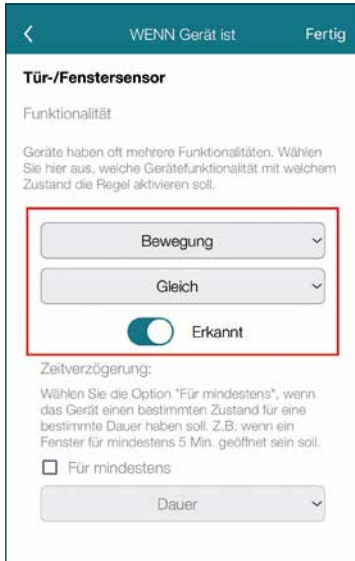 WENN Gerät ist
Fertig
Tür-/Fenstersensor
Funktionalität
Geräte haben oft mehrere Funktionalitäten. Wählen
Sie hier aus, welche Gerätefunktionalität mit welchem
Zustand die Regel aktivieren soll.
Bewegung
Gleich
Erkannt
Zeitverzögerung:
Wählen Sie die Option "Für mindestens", wenn
das Gerät einen bestimmten Zustand für eine
bestimmte Dauer haben soll. Z.B. wenn ein
Fenster für mindestens 5 Min. geöffnet sein soll.
Für mindestens
Dauer